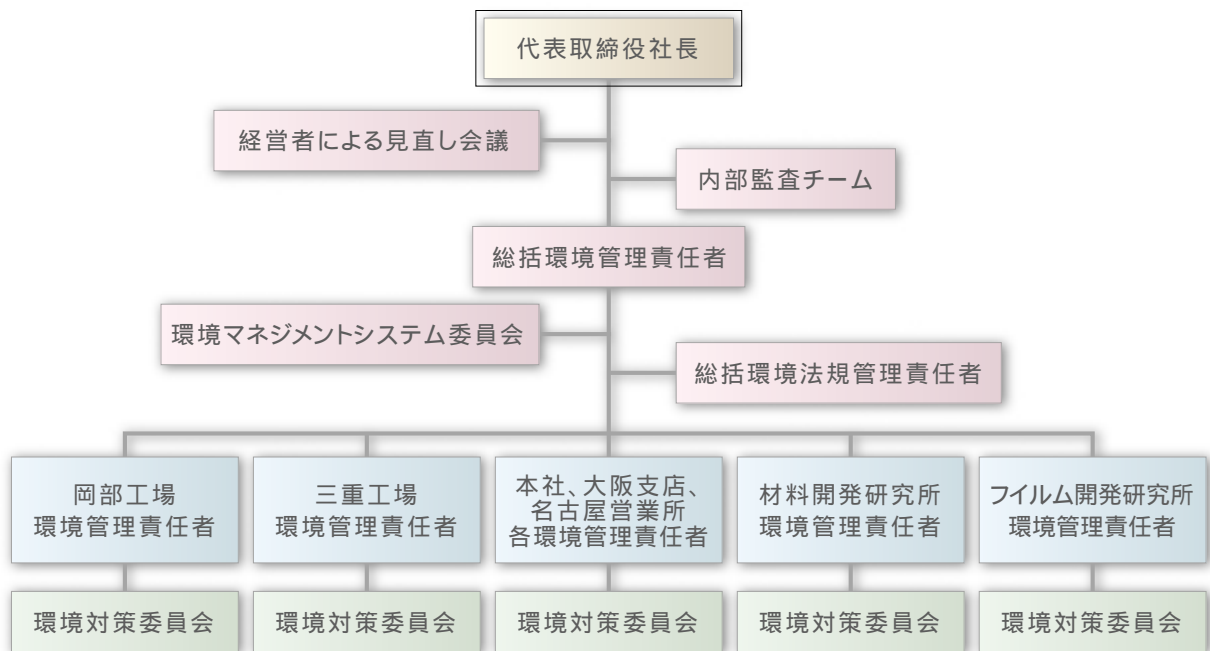 代表取締役社長
経営者による見直し会議
内部監査チーム
総括環境管理責任者
環境マネジメントシステム委員会
総括環境法規管理責任者
岡部工場
環境管理責任者
三重工場
環境管理責任者
本社、大阪支店、
名古屋営業所
各環境管理責任者
材料開発研究所
環境管理責任者
フイルム開発研究所
環境管理責任者
環境対策委員会
環境対策委員会
環境対策委員会
環境対策委員会
環境対策委員会